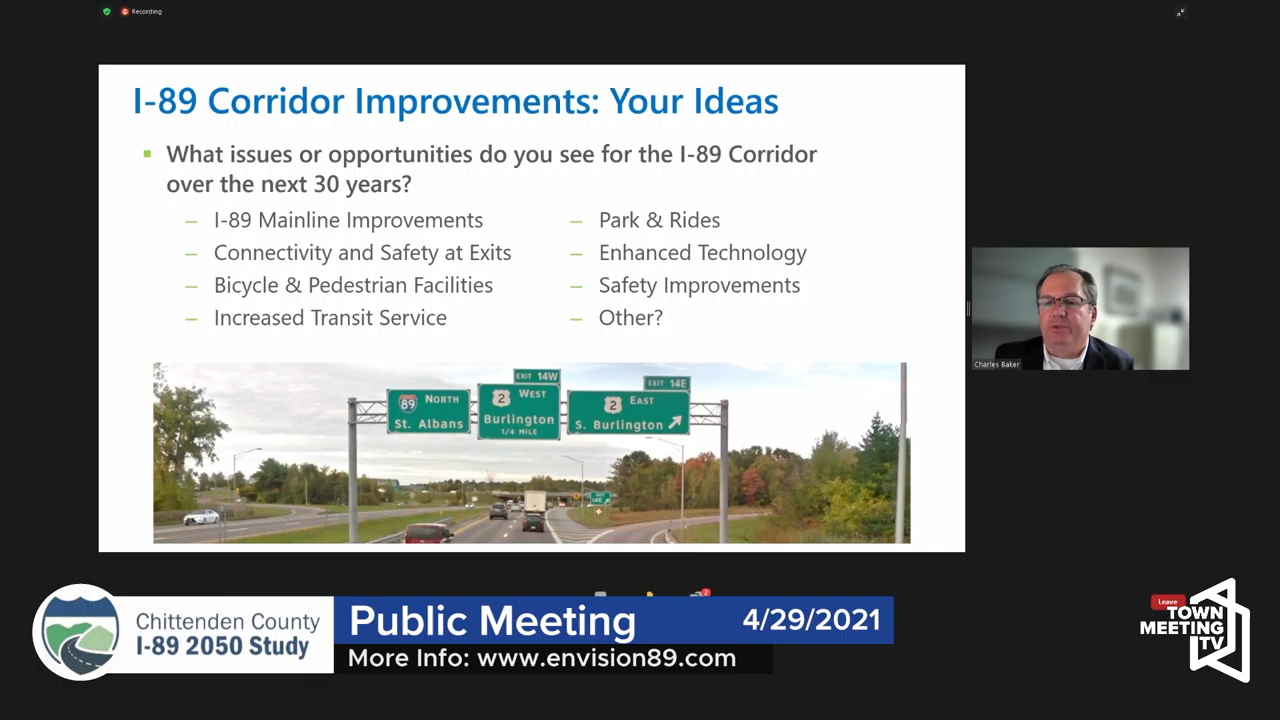 Recording
I-89 Corridor Improvements: Your Ideas
What issues or opportunities do you see for the I-89 Corridor
over the next 30 years?
– I-89 Mainline Improvements
– Connectivity and Safety at Exits
– Bicycle & Pedestrian Facilities
– Increased Transit Service
– Park & Rides
– Enhanced Technology
– Safety Improvements
– Other?
EXIT 14W
EXIT 14E
89 NORTH
St. Albans
2 WEST
Burlington
1/4 MILE
2 EAST
S. Burlington
EXIT
14E
Charles Baker
2
Chittenden County
I-89 2050 Study
Public Meeting
4/29/2021
More Info: www.envision89.com
Leave
TOWN
MEETING
TV